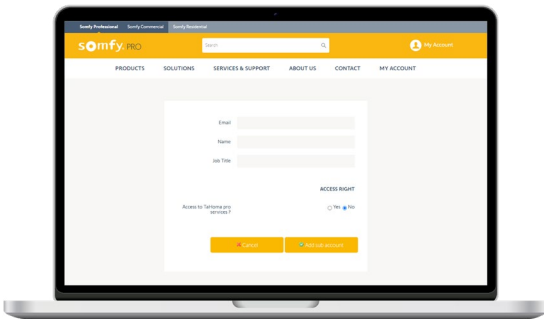 Somfy Professional Somfy Commercial Somfy Residential
somfy. PRO Search My Account
PRODUCTS SOLUTIONS SERVICES & SUPPORT ABOUT US CONTACT MY ACCOUNT
Email
Name
Job Title
ACCESS RIGHT
Access to TaHoma pro Yes No
services ?
Cancel Add sub account